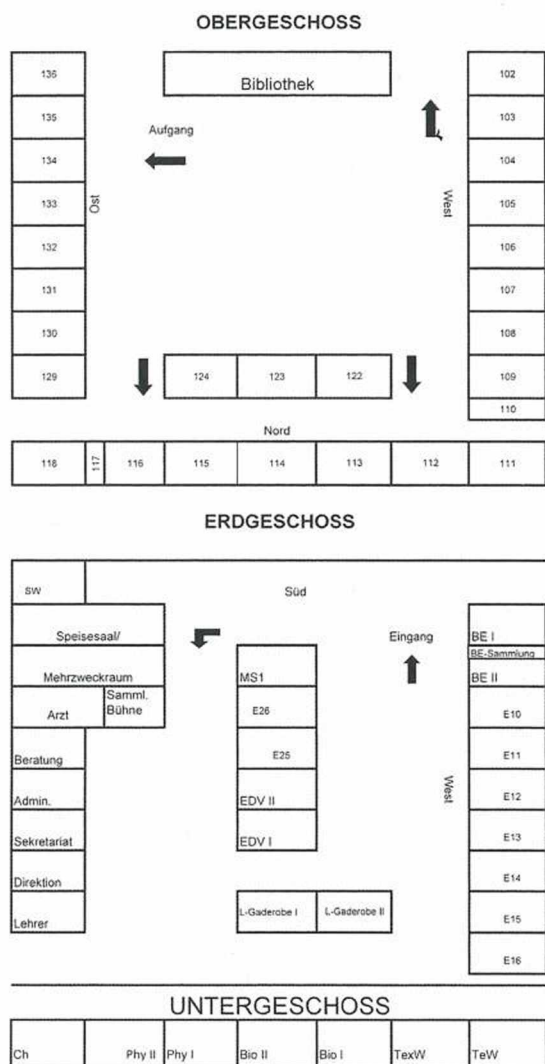 OBERGESCHOSS
136
Bibliothek
102
135
103
Aufgang
134
104
133
Ost
West
105
132
106
131
107
130
108
129
124
123
122
109
110
Nord
118
117
116
115
114
113
112
111
ERDGESCHOSS
SW
Süd
Speisesaal/
Eingang
BE I
BE-Sammlung
Mehrzweckraum
MS1
BE II
Arzt
Samml.
Bühne
E26
E10
Beratung
E25
E11
Admin.
EDV II
West
E12
Sekretariat
EDV I
E13
Direktion
E14
Lehrer
L-Gaderobe I
L-Gaderobe II
E15
E16
UNTERGESCHOSS
Ch
Phy II
Phy I
Bio II
Bio I
TexW
TeW